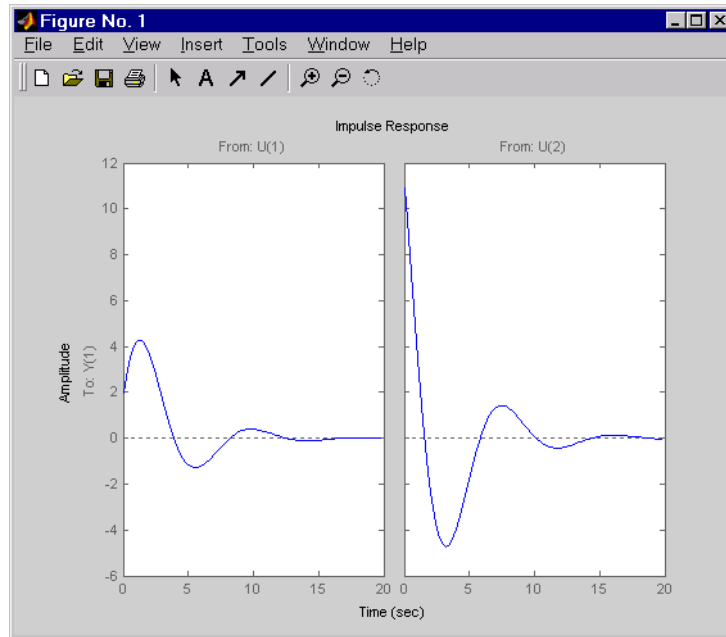 Figure No. 1
File Edit View Insert Tools Window Help
A
Impulse Response
From: U(1) From: U(2)
Amplitude
To: Y(1)
12
10
8
6
4
2
0
-2
-4
-6
0 5 10 15 20 0 5 10 15 20
Time (sec)